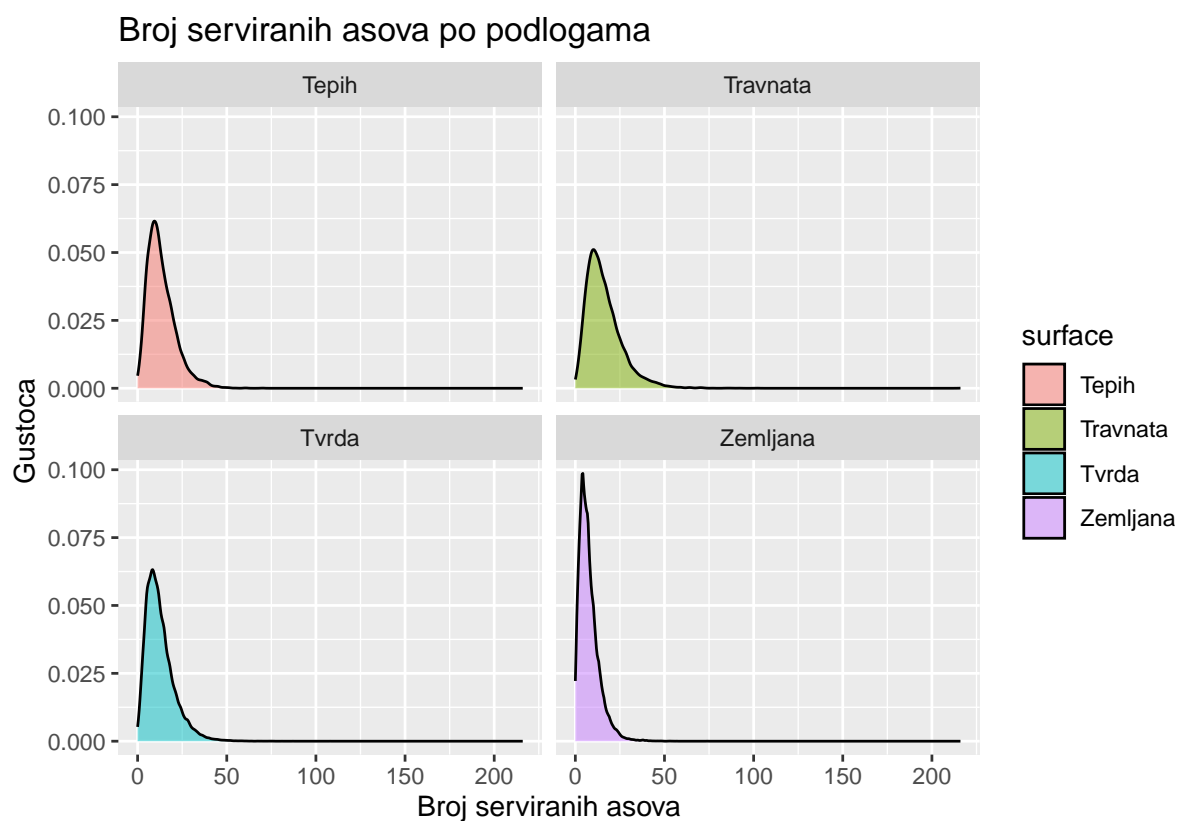 Broj serviranih asova po podlogama
Tepih
Travnata
0.100
0.075
0.050
0.025
0.000
Tvrda
Zemljana
0.100
0.075
0.050
0.025
0.000
0 50 100 150 200
0 50 100 150 200
Broj serviranih asova
Gustoca
surface
Tepih
Travnata
Tvrda
Zemljana